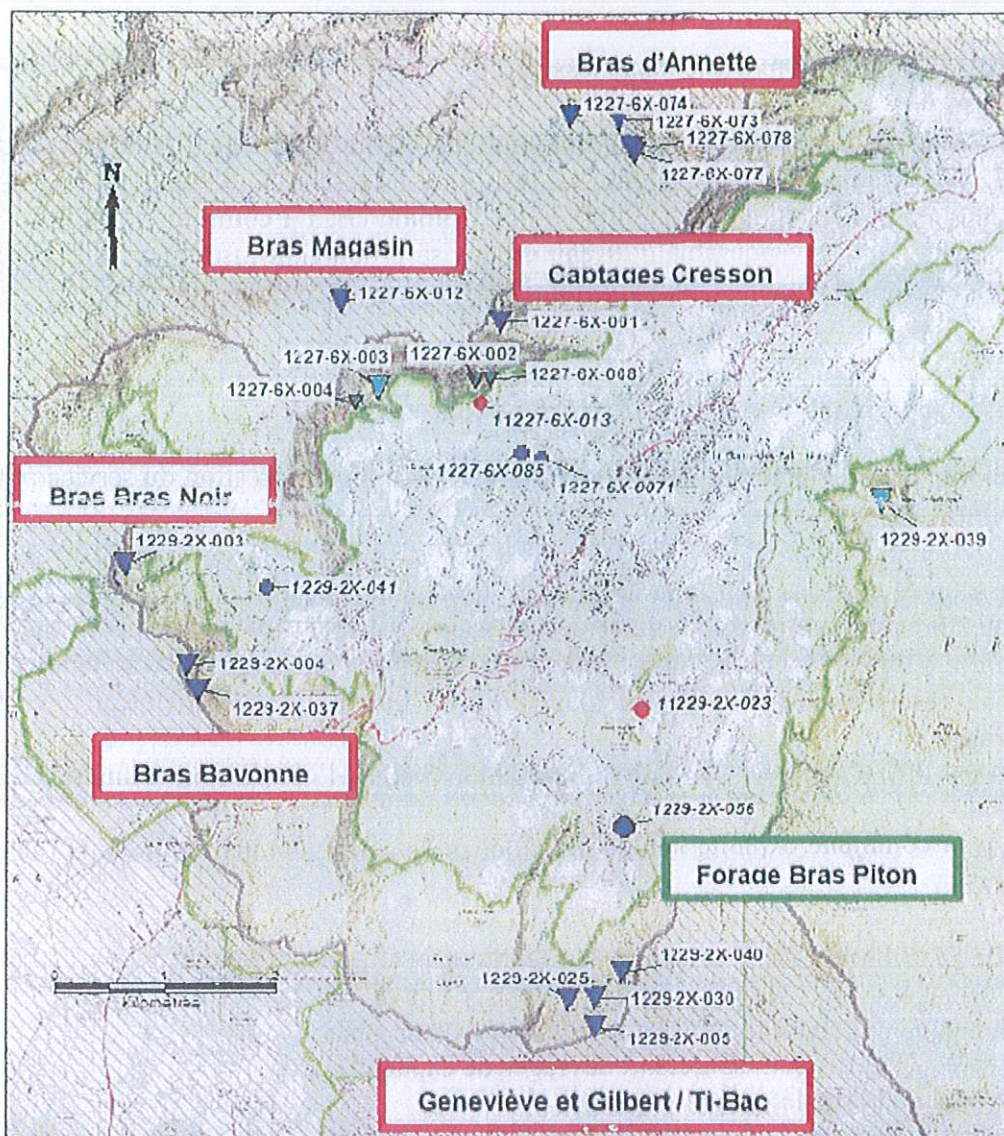 Bras d'Annette
1227-6X-074
1227-6X-073
1227-6X-078
1227-6X-077
N
Bras Magasin
Captages Cresson
1227-6X-012
1227-6X-001
1227-6X-003
1227-6X-002
1227-6X-008
1227-6X-004
11227-6X-013
1227-6X-085
1227-6X-0071
Bras Bras Noir
1229-2X-039
1229-2X-003
1229-2X-041
1229-2X-004
1229-2X-037
11229-2X-023
Bras Bayonne
1229-2X-056
Forage Bras Piton
1229-2X-040
1229-2X-025
0 1 2
1229-2X-030
Kilomètres
1229-2X-005
Geneviève et Gilbert / Ti-Bac